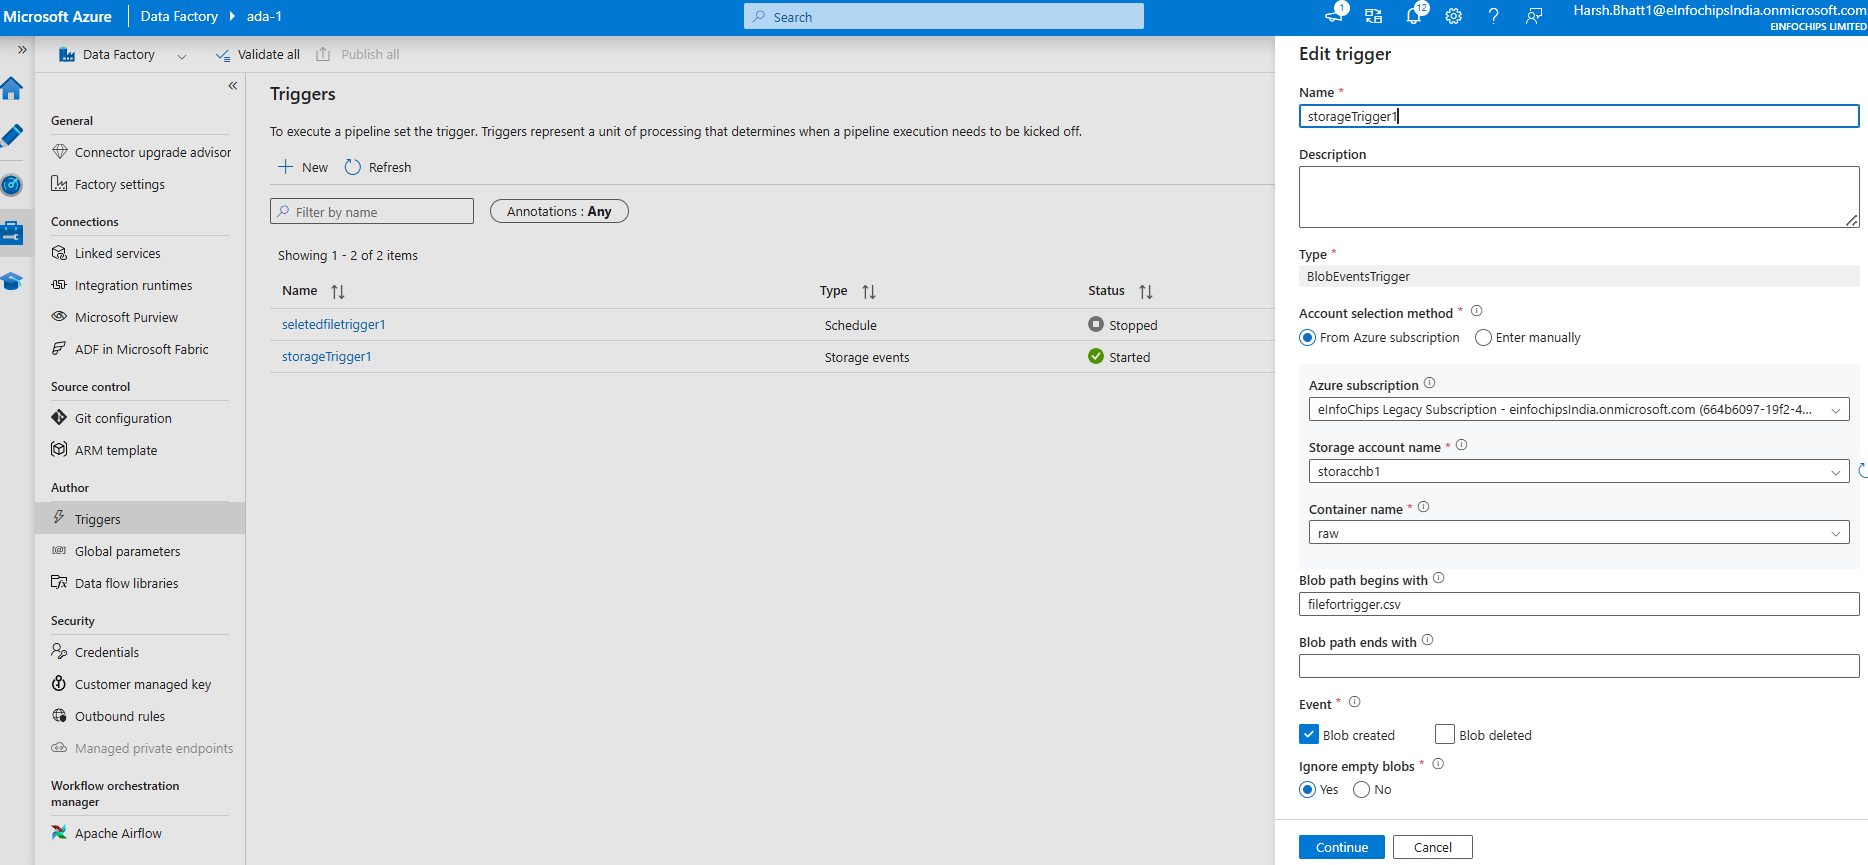 Microsoft Azure Data Factory ada-1
Search
1
12
Harsh.Bhatt1@eInfochipsIndia.onmicrosoft.com
EINFOCHIPS LIMITED
Data Factory Validate all Publish all
General
Connector upgrade advisor
Factory settings
Connections
Linked services
Integration runtimes
Microsoft Purview
ADF in Microsoft Fabric
Source control
Git configuration
ARM template
Author
Triggers
Global parameters
Data flow libraries
Security
Credentials
Customer managed key
Outbound rules
Managed private endpoints
Workflow orchestration
manager
Apache Airflow
Triggers
To execute a pipeline set the trigger. Triggers represent a unit of processing that determines when a pipeline execution needs to be kicked off.
New Refresh
Filter by name Annotations : Any
Showing 1 - 2 of 2 items
Name Type Status
seletedfiletrigger1 Schedule Stopped
storageTrigger1 Storage events Started
Edit trigger
Name *
storageTrigger1
Description
Type *
BlobEventsTrigger
Account selection method *
From Azure subscription Enter manually
Azure subscription
eInfoChips Legacy Subscription - einfochipsIndia.onmicrosoft.com (664b6097-19f2-4...
Storage account name *
storacchb1
Container name *
raw
Blob path begins with
filefortrigger.csv
Blob path ends with
Event *
Blob created Blob deleted
Ignore empty blobs *
Yes No
Continue Cancel